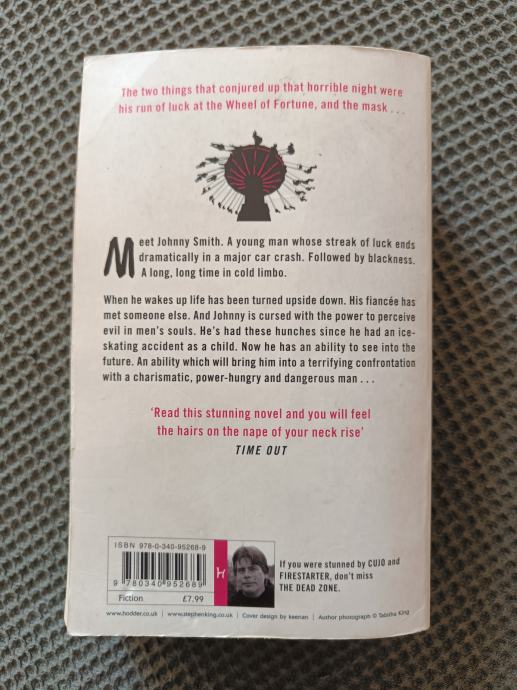 The two things that conjured up that horrible night were
his run of luck at the Wheel of Fortune, and the mask . . .
Meet Johnny Smith. A young man whose streak of luck ends
dramatically in a major car crash. Followed by blackness.
A long, long time in cold limbo.
When he wakes up life has been turned upside down. His fiancée has
met someone else. And Johnny is cursed with the power to perceive
evil in men's souls. He's had these hunches since he had an ice-
skating accident as a child. Now he has an ability to see into the
future. An ability which will bring him into a terrifying confrontation
with a charismatic, power-hungry and dangerous man . . .
'Read this stunning novel and you will feel
the hairs on the nape of your neck rise'
TIME OUT
ISBN 978-0-340-95268-9
9 780340 952689
Fiction £7.99
H
If you were stunned by CUJO and
FIRESTARTER, don't miss
THE DEAD ZONE.
www.hodder.co.uk | www.stephenking.co.uk | Cover design by keenan | Author photograph © Tabitha King